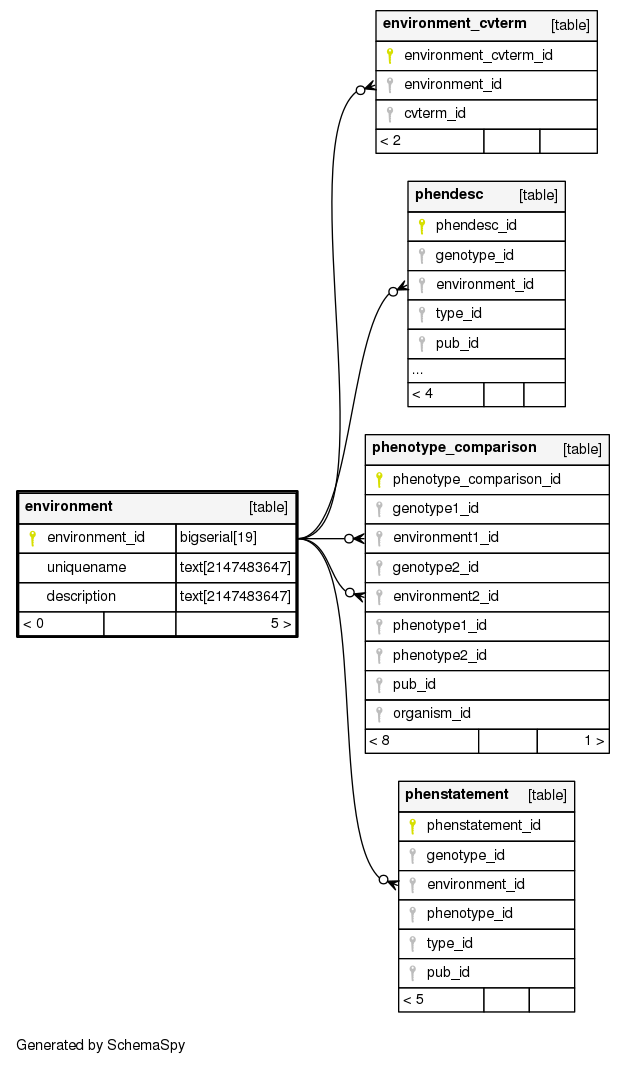 environment_cvterm [table]
environment_cvterm_id
environment_id
cvterm_id
< 2
phendesc [table]
phendesc_id
genotype_id
environment_id
type_id
pub_id
...
< 4
phenotype_comparison [table]
phenotype_comparison_id
genotype1_id
environment1_id
genotype2_id
environment2_id
phenotype1_id
phenotype2_id
pub_id
organism_id
< 8 1 >
environment [table]
environment_id bigserial[19]
uniquename text[2147483647]
description text[2147483647]
< 0 5 >
phenstatement [table]
phenstatement_id
genotype_id
environment_id
phenotype_id
type_id
pub_id
< 5
Generated by SchemaSpy